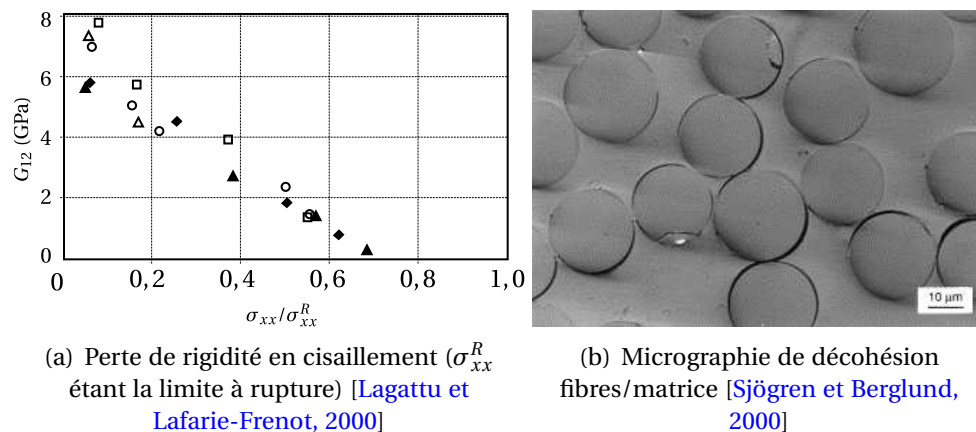 8
6
4
2
0
G12 (GPa)
0 0,2 0,4 0,6 0,8 1,0
σxx/σRxx
10 µm
(a) Perte de rigidité en cisaillement (σRxx
étant la limite à rupture) [Lagattu et
Lafarie-Frenot, 2000]
(b) Micrographie de décohésion
fibres/matrice [Sjögren et Berglund,
2000]